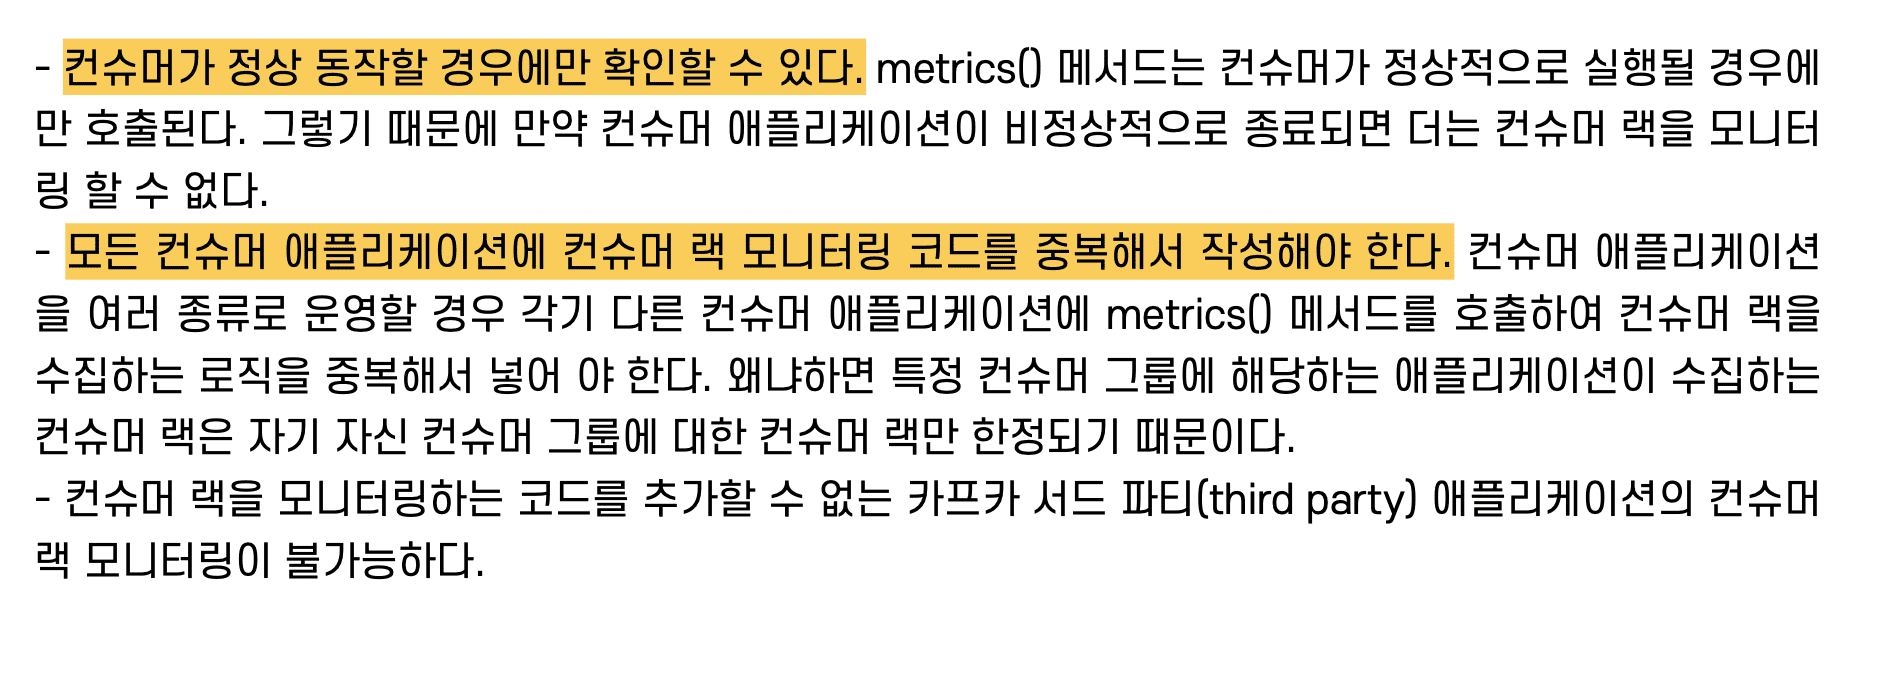 - 컨슈머가 정상 동작할 경우에만 확인할 수 있다. metrics() 메서드는 컨슈머가 정상적으로 실행될 경우에
만 호출된다. 그렇기 때문에 만약 컨슈머 애플리케이션이 비정상적으로 종료되면 더는 컨슈머 랙을 모니터
링 할 수 없다.
- 모든 컨슈머 애플리케이션에 컨슈머 랙 모니터링 코드를 중복해서 작성해야 한다. 컨슈머 애플리케이션
을 여러 종류로 운영할 경우 각기 다른 컨슈머 애플리케이션에 metrics() 메서드를 호출하여 컨슈머 랙을
수집하는 로직을 중복해서 넣어 야 한다. 왜냐하면 특정 컨슈머 그룹에 해당하는 애플리케이션이 수집하는
컨슈머 랙은 자기 자신 컨슈머 그룹에 대한 컨슈머 랙만 한정되기 때문이다.
- 컨슈머 랙을 모니터링하는 코드를 추가할 수 없는 카프카 서드 파티(third party) 애플리케이션의 컨슈머
랙 모니터링이 불가능하다.